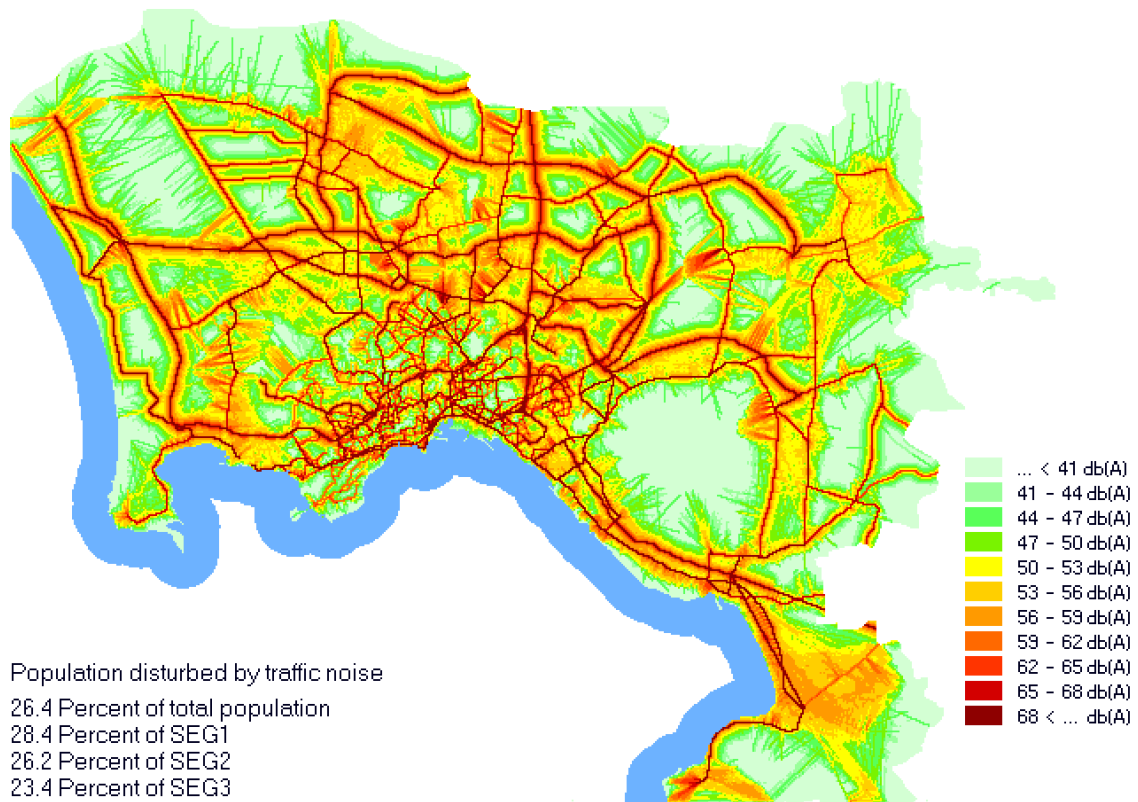 ... < 41 db(A)
41 - 44 db(A)
44 - 47 db(A)
47 - 50 db(A)
50 - 53 db(A)
53 - 56 db(A)
56 - 59 db(A)
59 - 62 db(A)
62 - 65 db(A)
65 - 68 db(A)
68 < ... db(A)
Population disturbed by traffic noise
26.4 Percent of total population
28.4 Percent of SEG1
26.2 Percent of SEG2
23.4 Percent of SEG3